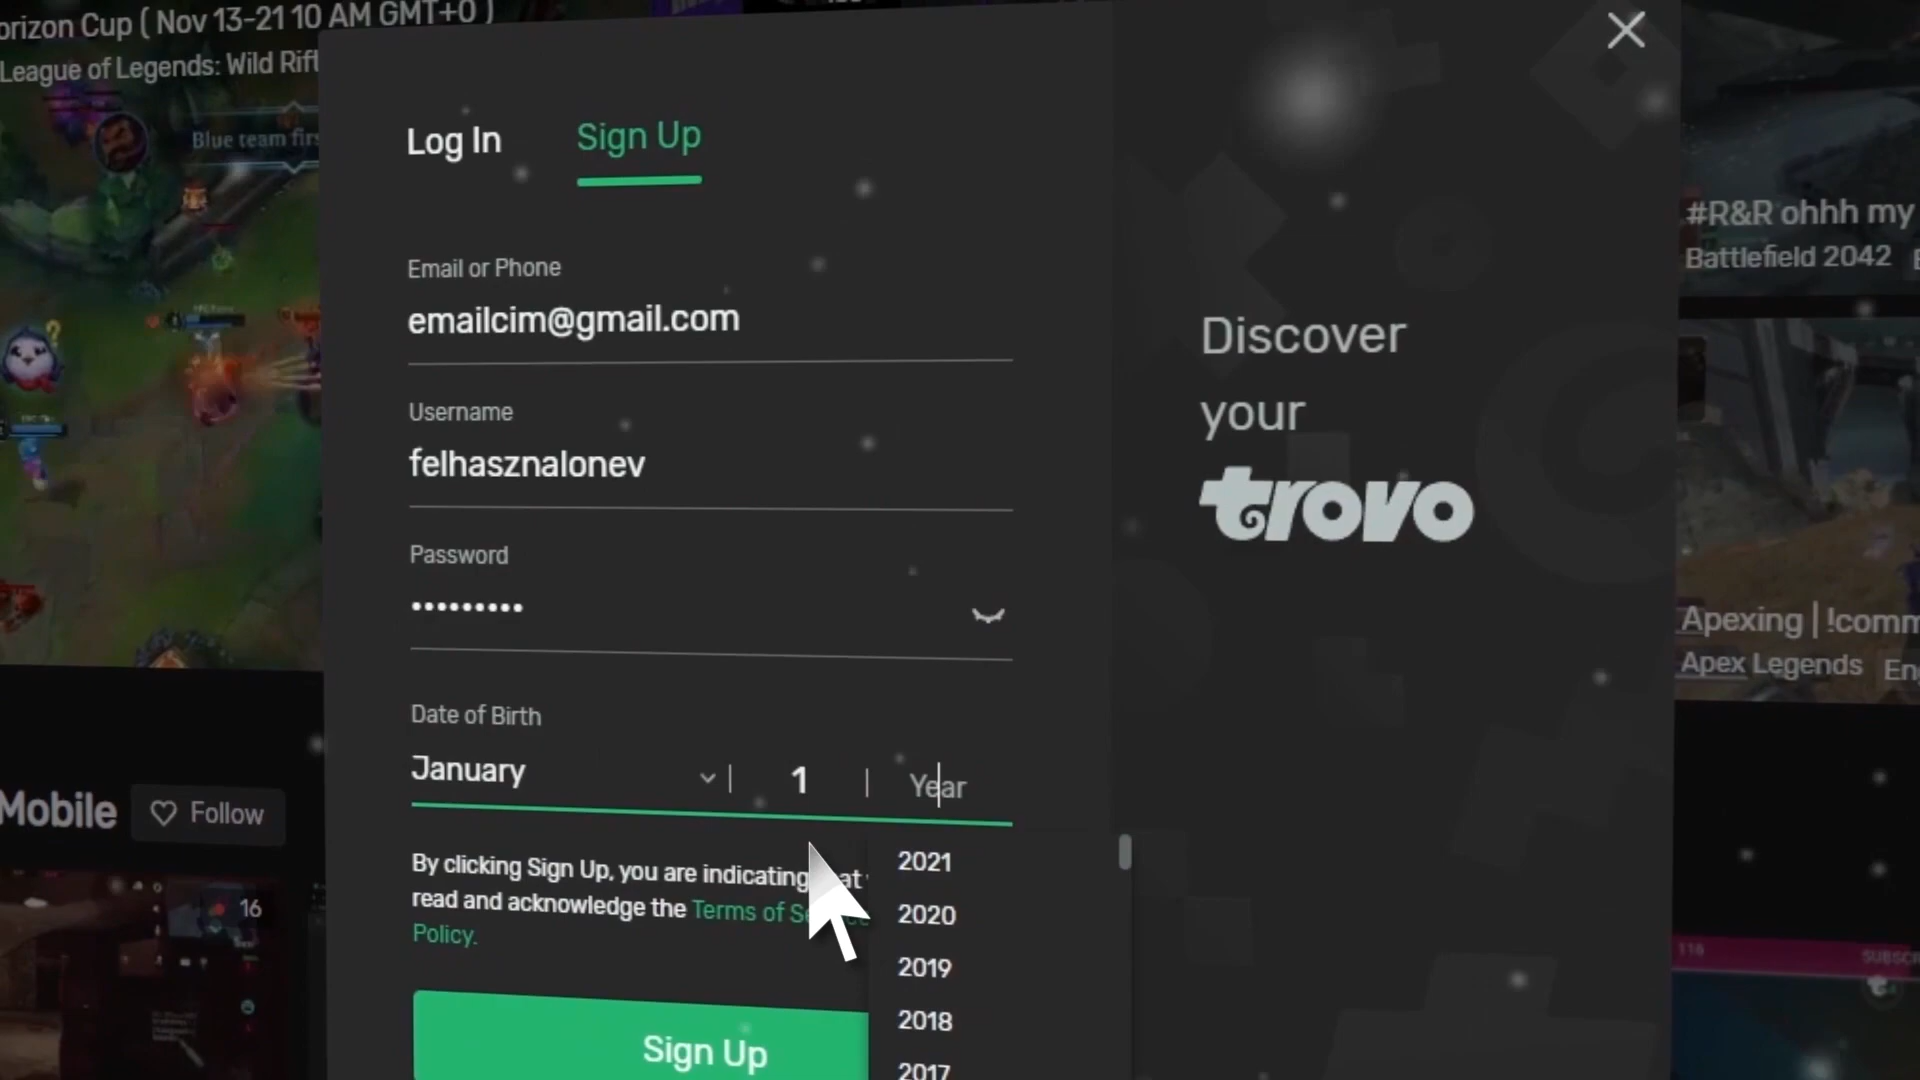 orizon Cup ( Nov 13-21 10 AM GMT+0 )
League of Legends: Wild Rift
Blue team firs
Log In
Sign Up
Email or Phone
emailcim@gmail.com
Username
felhasznalonev
Password
•••••••••
Date of Birth
January
1
Year
By clicking Sign Up, you are indicating
read and acknowledge the Terms of
Policy.
2021
2020
2019
2018
2017
Sign Up
Discover
your
trovo
#R&R ohhh my
Battlefield 2042
Apexing | !comm
Apex Legends
Eng
Mobile
Follow
16
116
SUBSCR